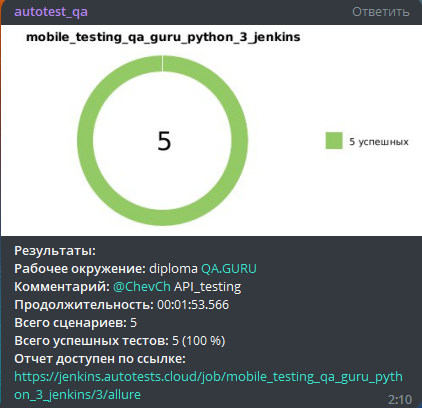 autotest_qa
Ответить
mobile_testing_qa_guru_python_3_jenkins
5
5 успешных
Результаты:
Рабочее окружение: diploma QA.GURU
Комментарий: @ChevCh API_testing
Продолжительность: 00:01:53.566
Всего сценариев: 5
Всего успешных тестов: 5 (100 %)
Отчет доступен по ссылке:
https://jenkins.autotests.cloud/job/mobile_testing_qa_guru_pyth
on_3_jenkins/3/allure
2:10